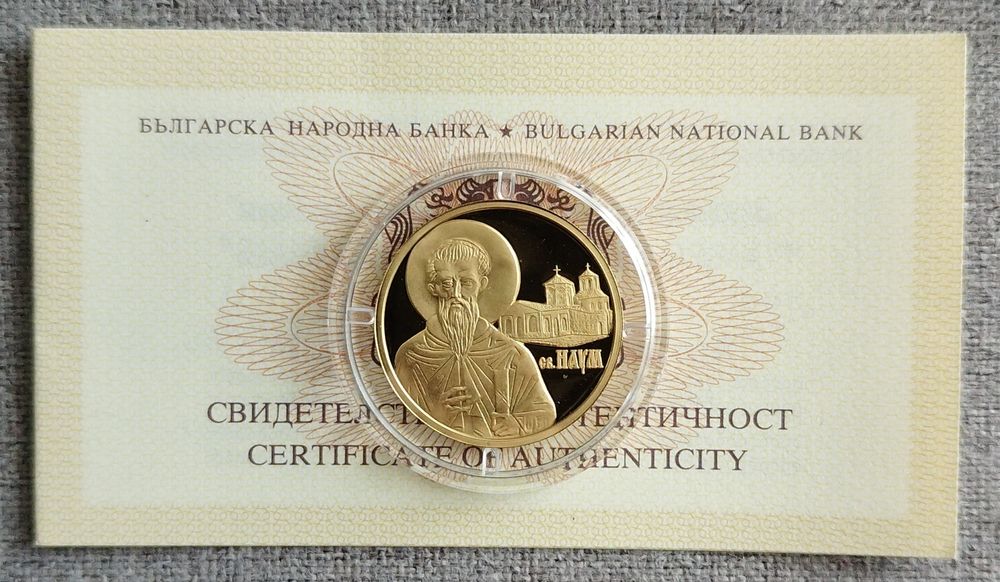 БЪЛГАРСКА НАРОДНА БАНКА ★ BULGARIAN NATIONAL BANK
св. НАУМ
CERTIFICATE OF AUTHENTICITY